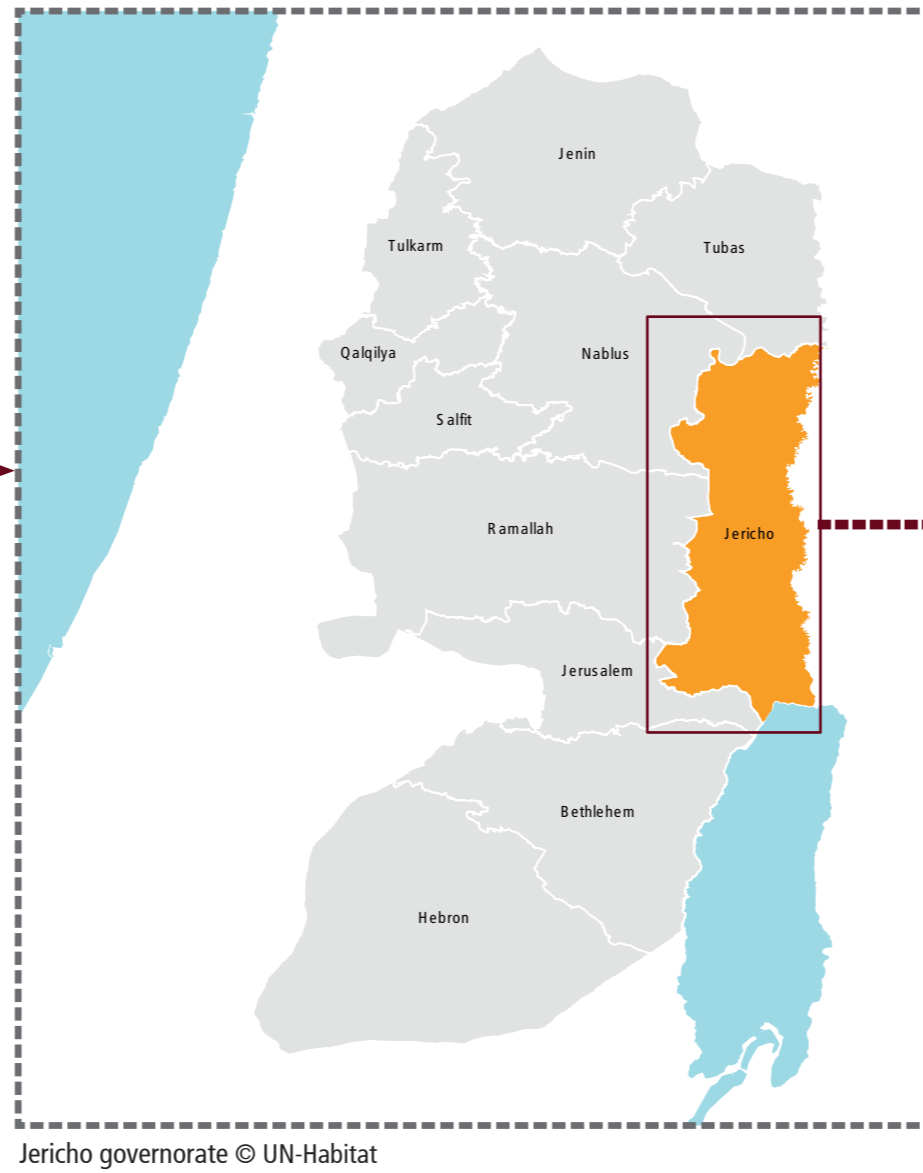 Jenin
Tulkarm
Tubas
Qalqilya
Nablus
Salfit
Ramallah
Jericho
Jerusalem
Bethlehem
Hebron
Jericho governorate © UN-Habitat